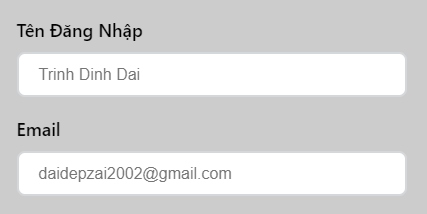 Tên Đăng Nhập
Trinh Dinh Dai
Email
daidepzai2002@gmail.com